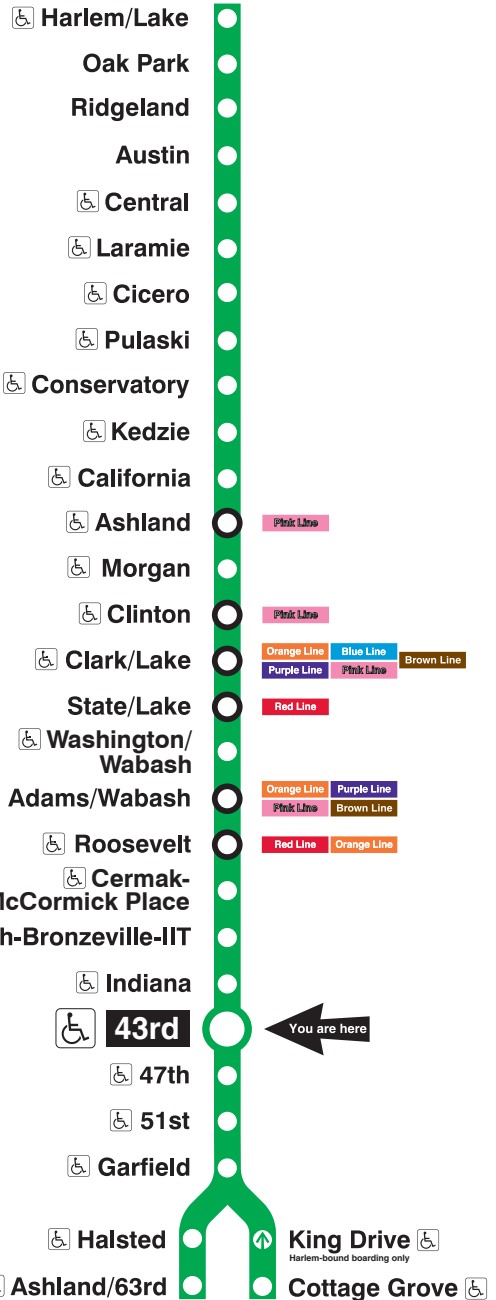 Harlem/Lake
Oak Park
Ridgeland
Austin
Central
Laramie
Cicero
Pulaski
Conservatory
Kedzie
California
Ashland
Pink Line
Morgan
Clinton
Pink Line
Clark/Lake
Orange Line Blue Line
Brown Line
Purple Line Pink Line
State/Lake
Red Line
Washington/
Wabash
Adams/Wabash
Orange Line Purple Line
Pink Line Brown Line
Roosevelt
Red Line Orange Line
Cermak-
McCormick Place
h-Bronzeville-IIT
Indiana
43rd
You are here
47th
51st
Garfield
Halsted
King Drive
Harlem-bound boarding only
Ashland/63rd
Cottage Grove